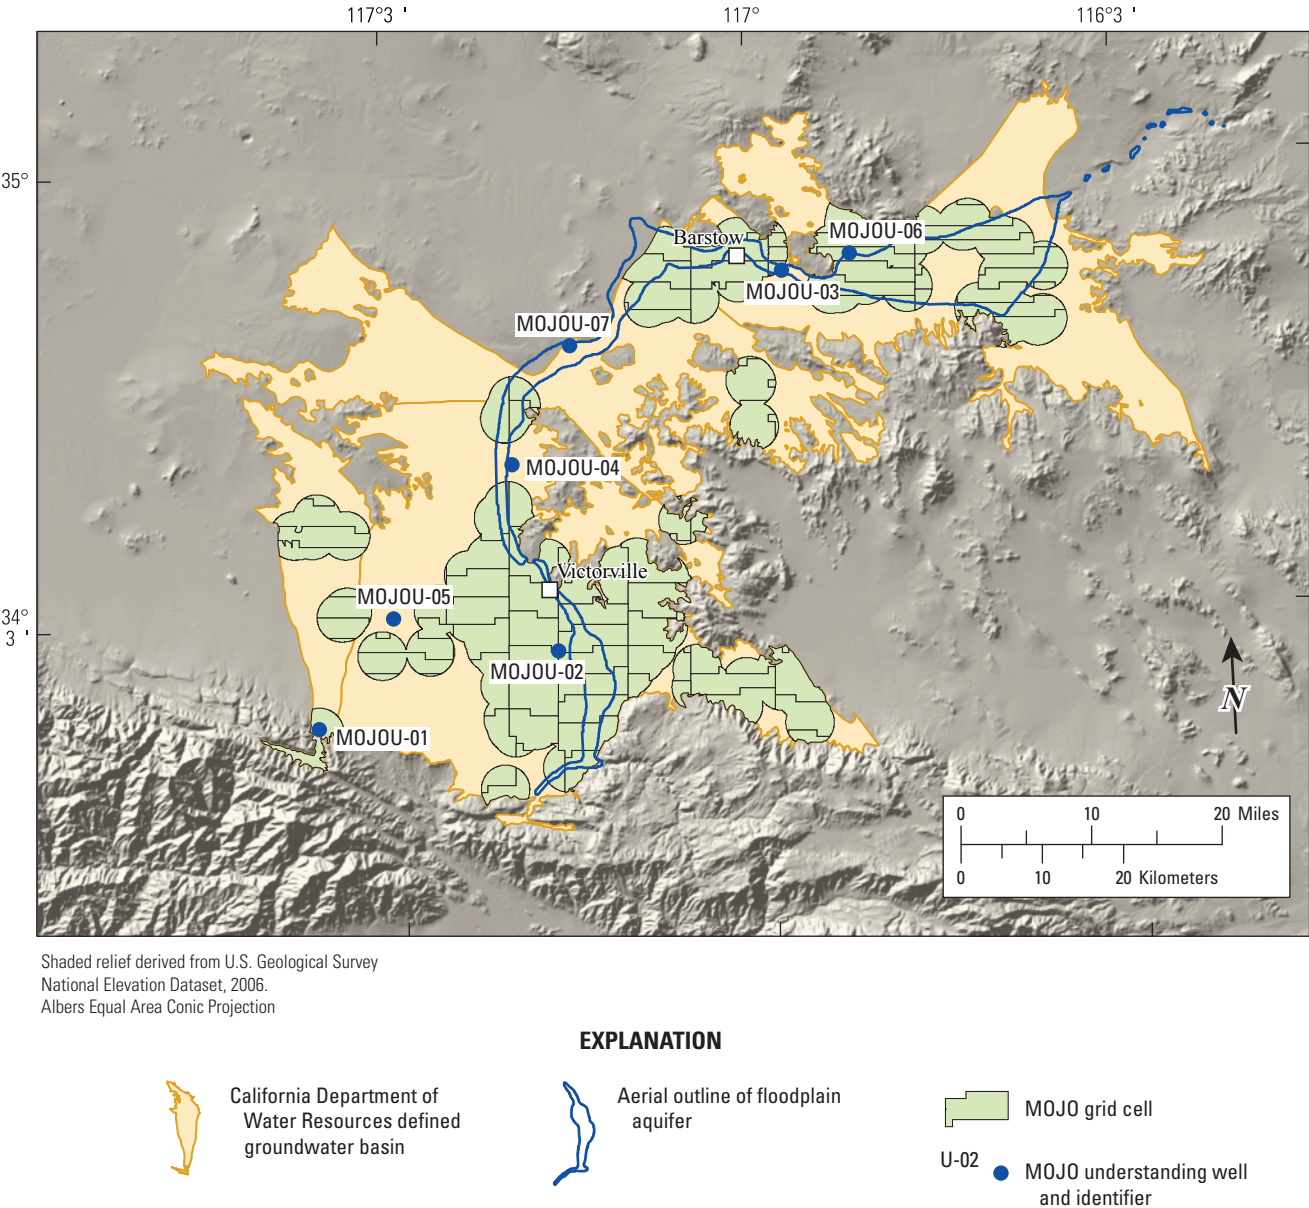 117°3 '
117°
116°3 '
35°
Barstow
MOJOU-06
MOJOU-03
MOJOU-07
MOJOU-04
Victorville
MOJOU-05
34°
3 '
MOJOU-02
MOJOU-01
N
0 10 20 Miles
0 10 20 Kilometers
Shaded relief derived from U.S. Geological Survey
National Elevation Dataset, 2006.
Albers Equal Area Conic Projection
EXPLANATION
California Department of
Water Resources defined
groundwater basin
Aerial outline of floodplain
aquifer
MOJO grid cell
U-02
MOJO understanding well
and identifier